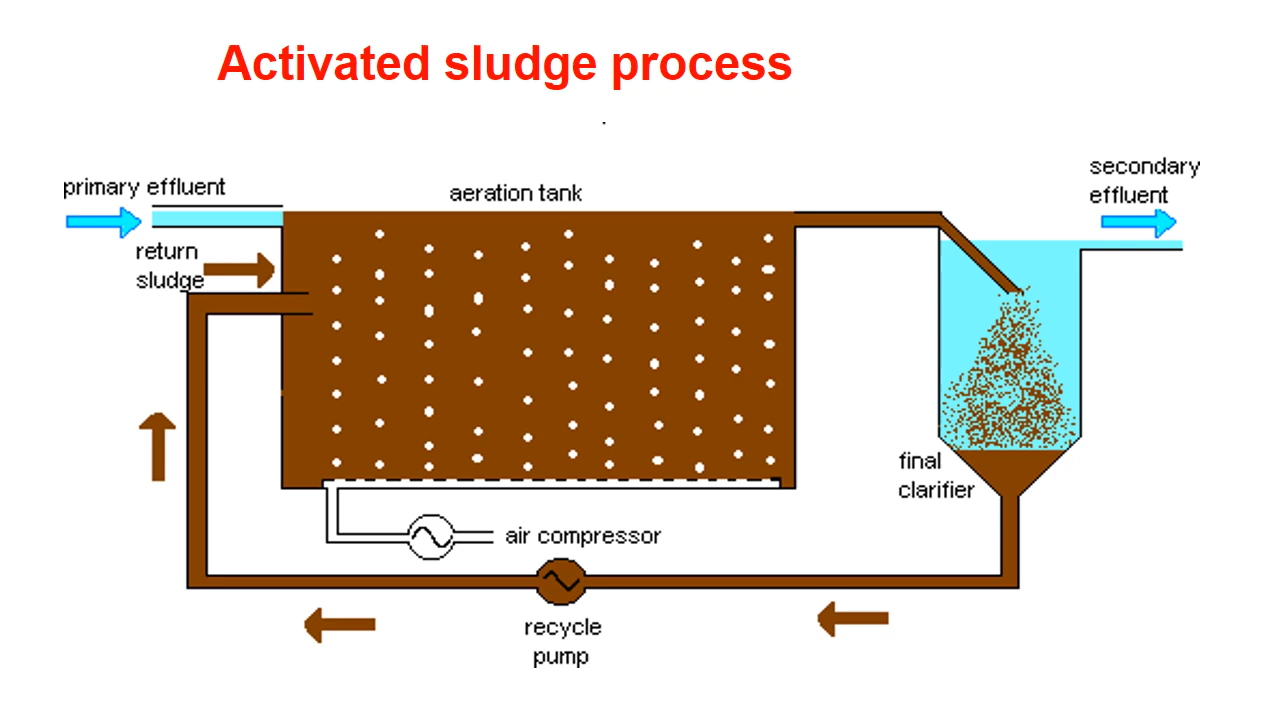 Activated sludge process
primary effluent
aeration tank
secondary
effluent
return
sludge
final
clarifier
air compressor
recycle
pump